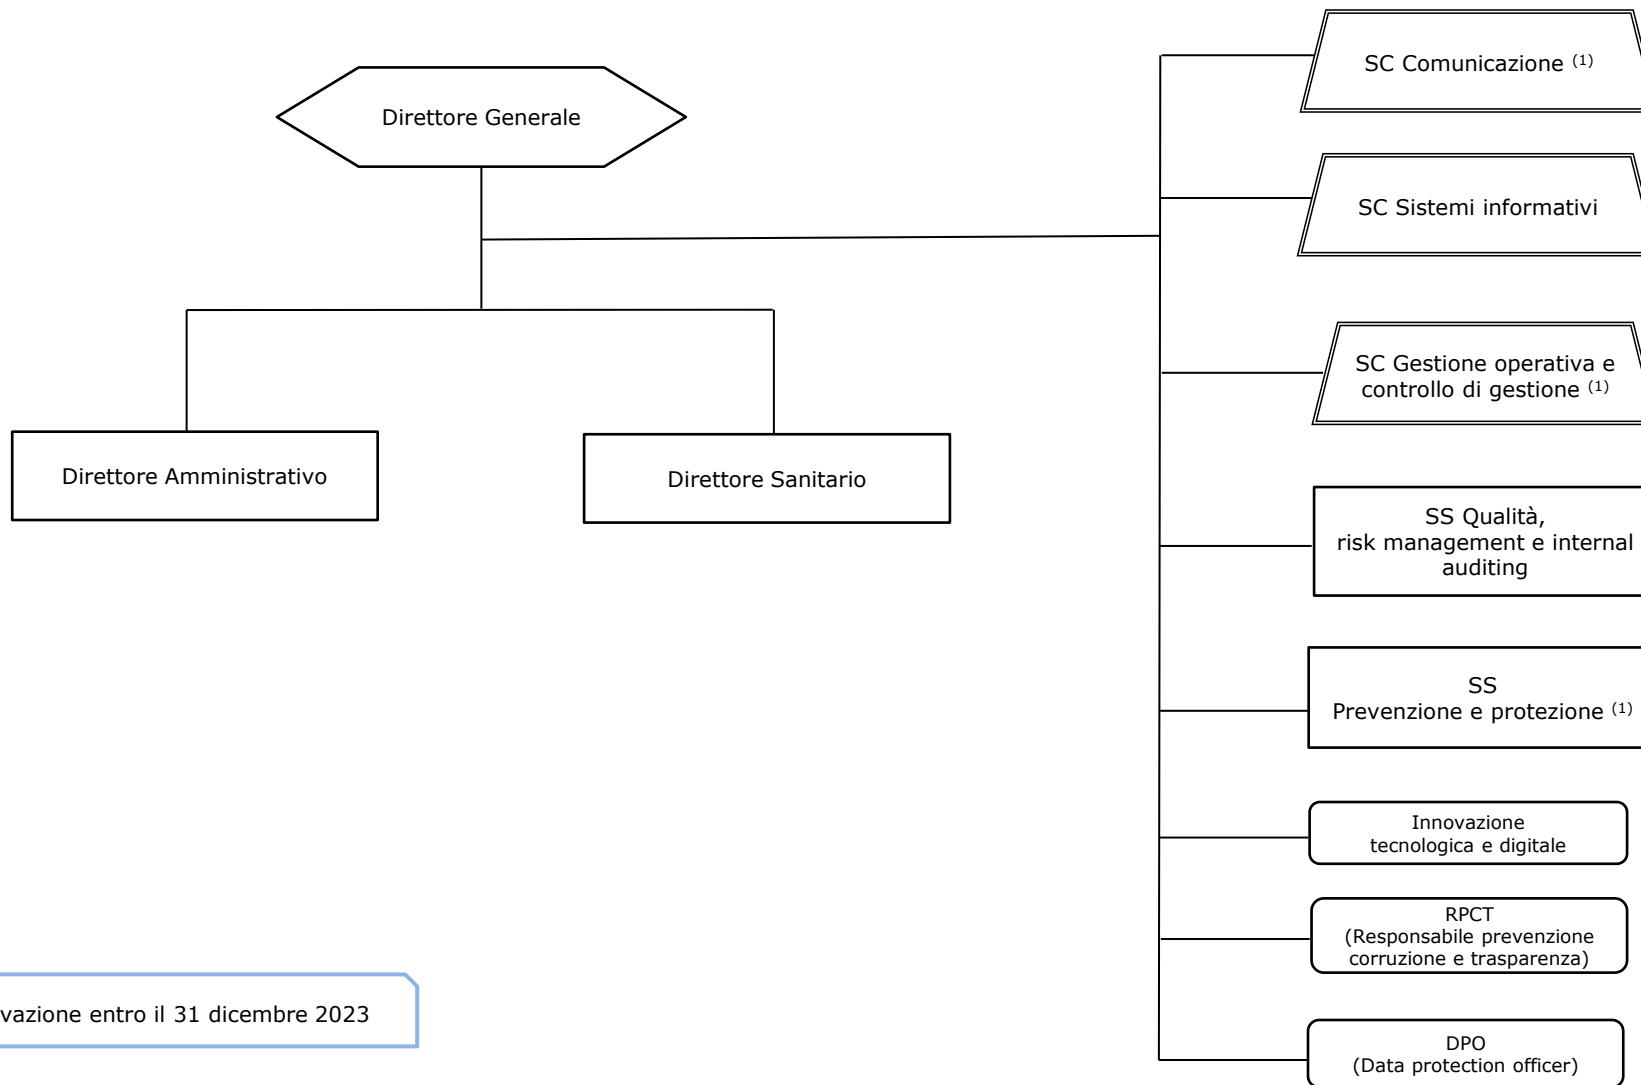 Direttore Generale
Direttore Amministrativo
Direttore Sanitario
SC Comunicazione (1)
SC Sistemi informativi
SC Gestione operativa e
controllo di gestione (1)
SS Qualità,
risk management e internal
auditing
SS
Prevenzione e protezione (1)
Innovazione
tecnologica e digitale
RPCT
(Responsabile prevenzione
corruzione e trasparenza)
DPO
(Data protection officer)
vazione entro il 31 dicembre 2023